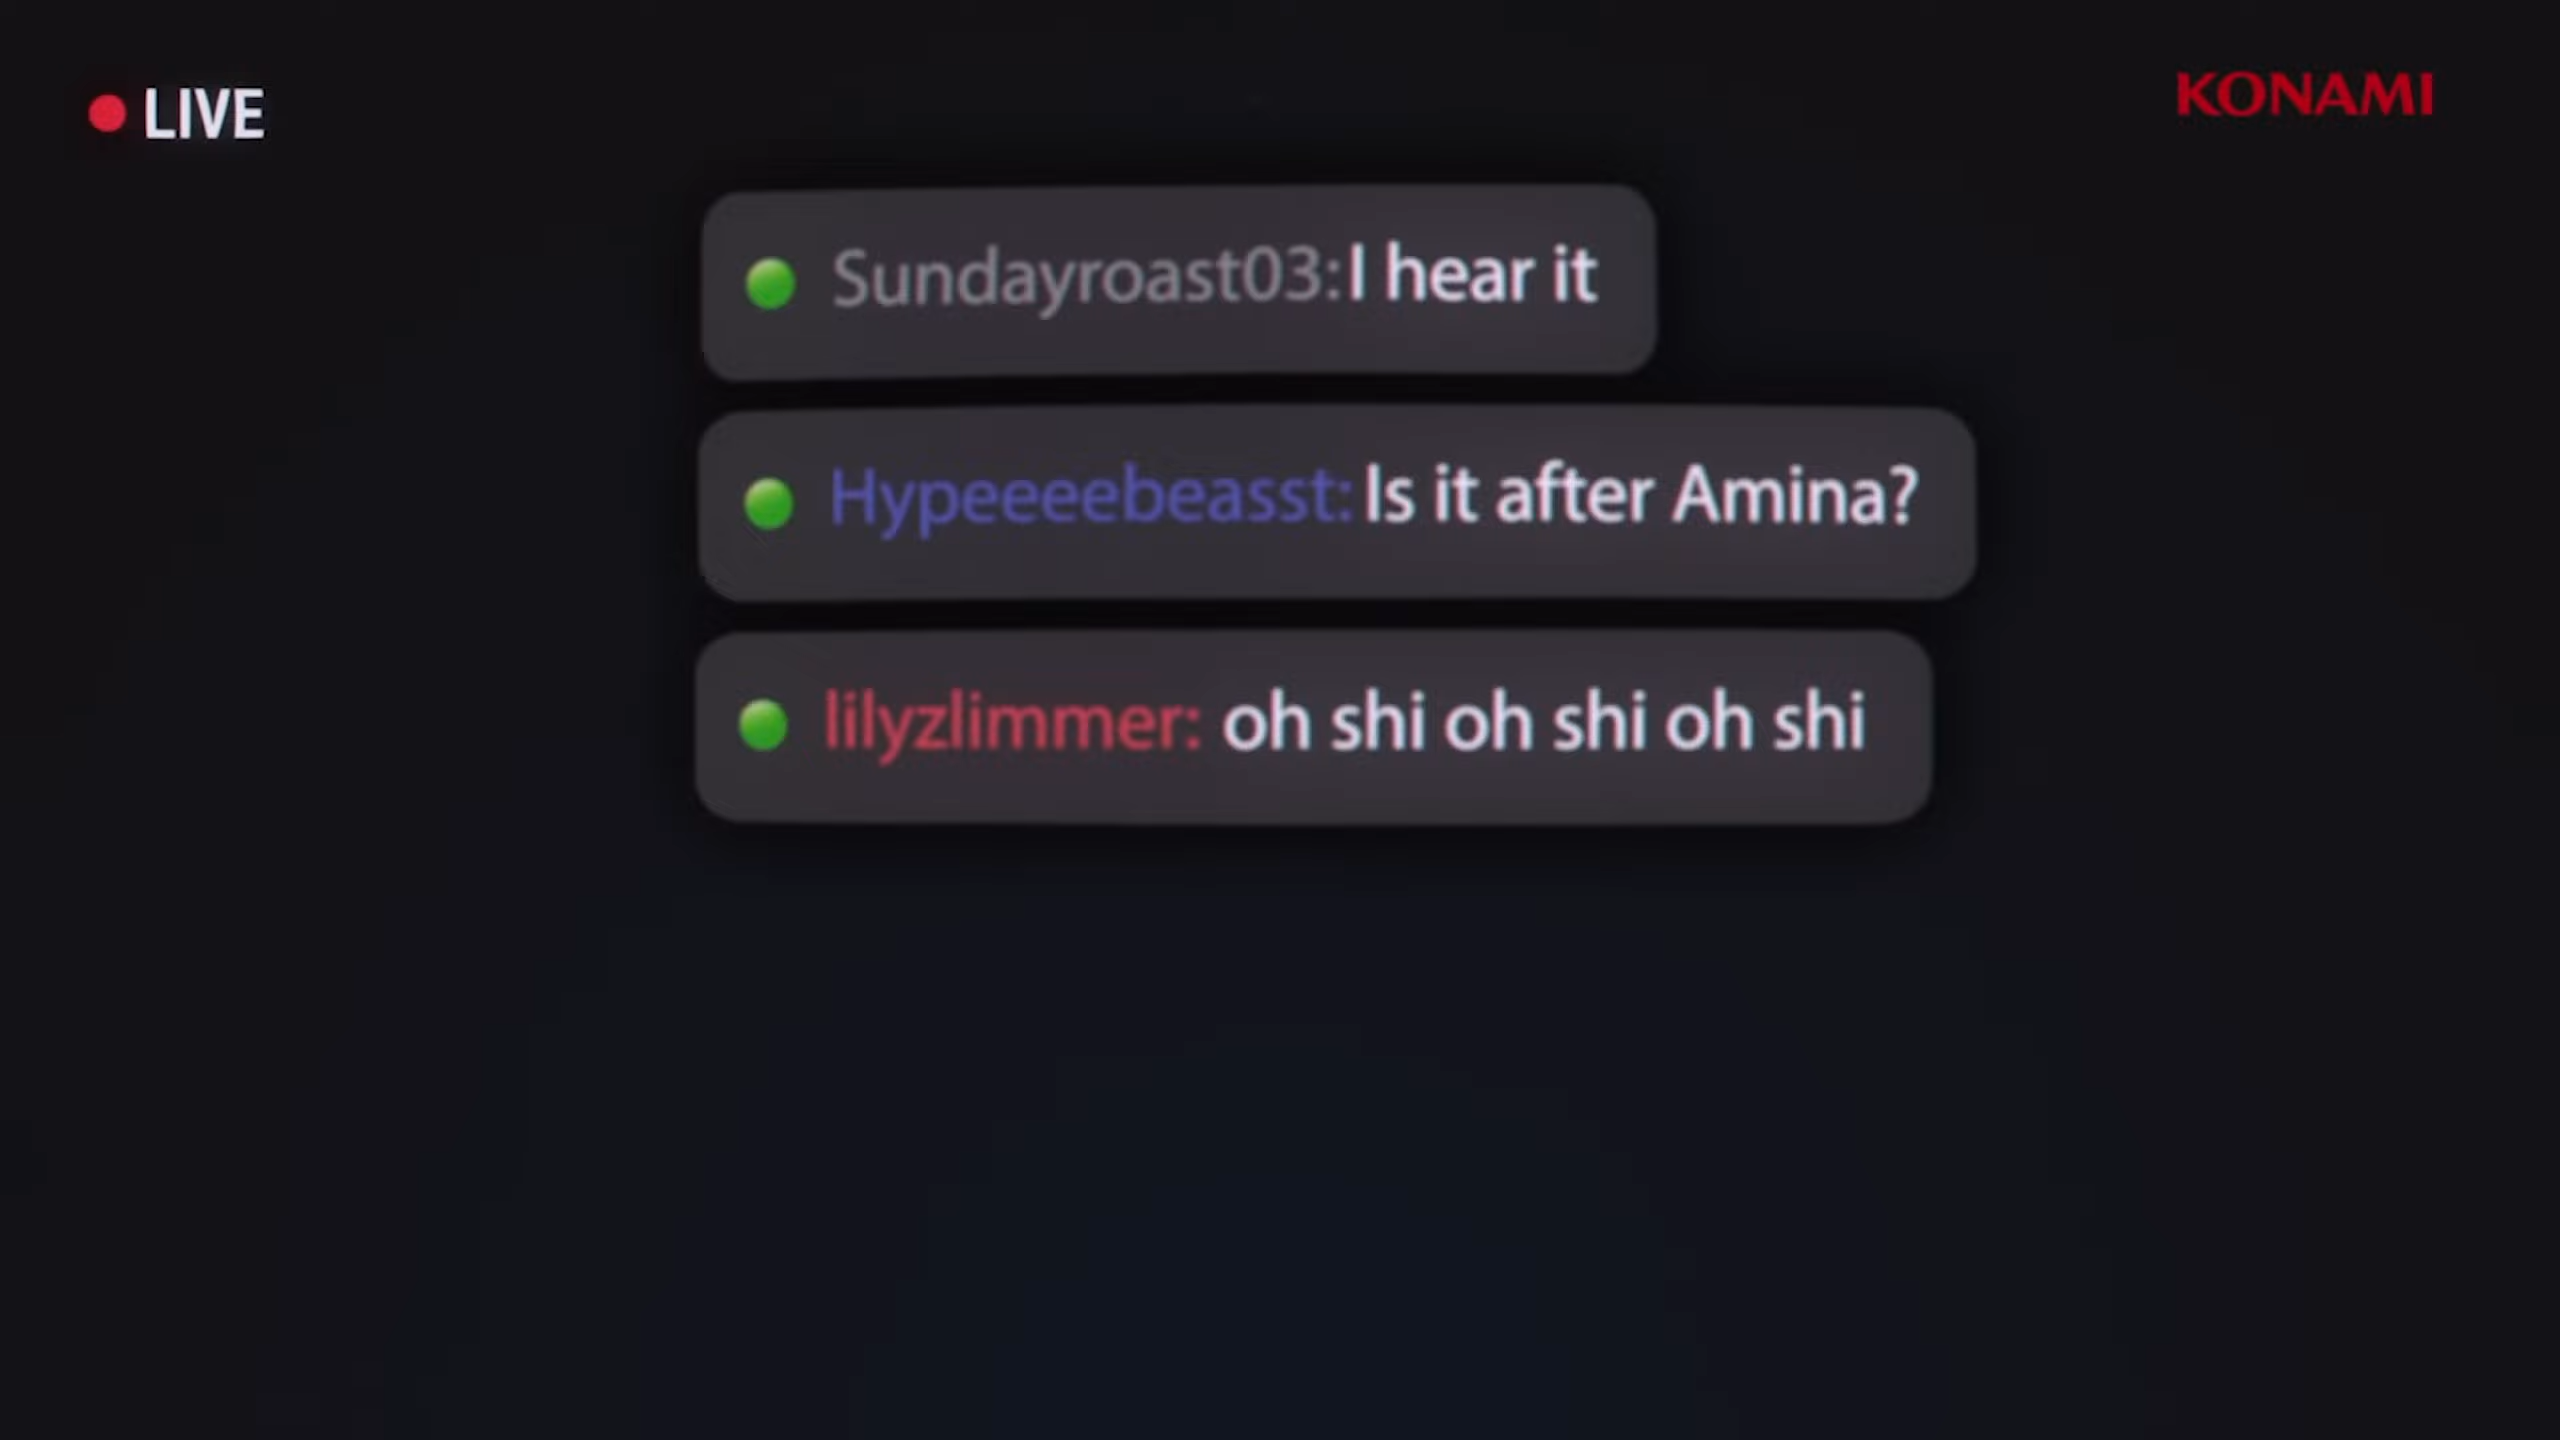 LIVE
KONAMI
Sundayroast03: I hear it
Hypeeeebeasst: Is it after Amina?
lilyzlimmer: oh shi oh shi oh shi